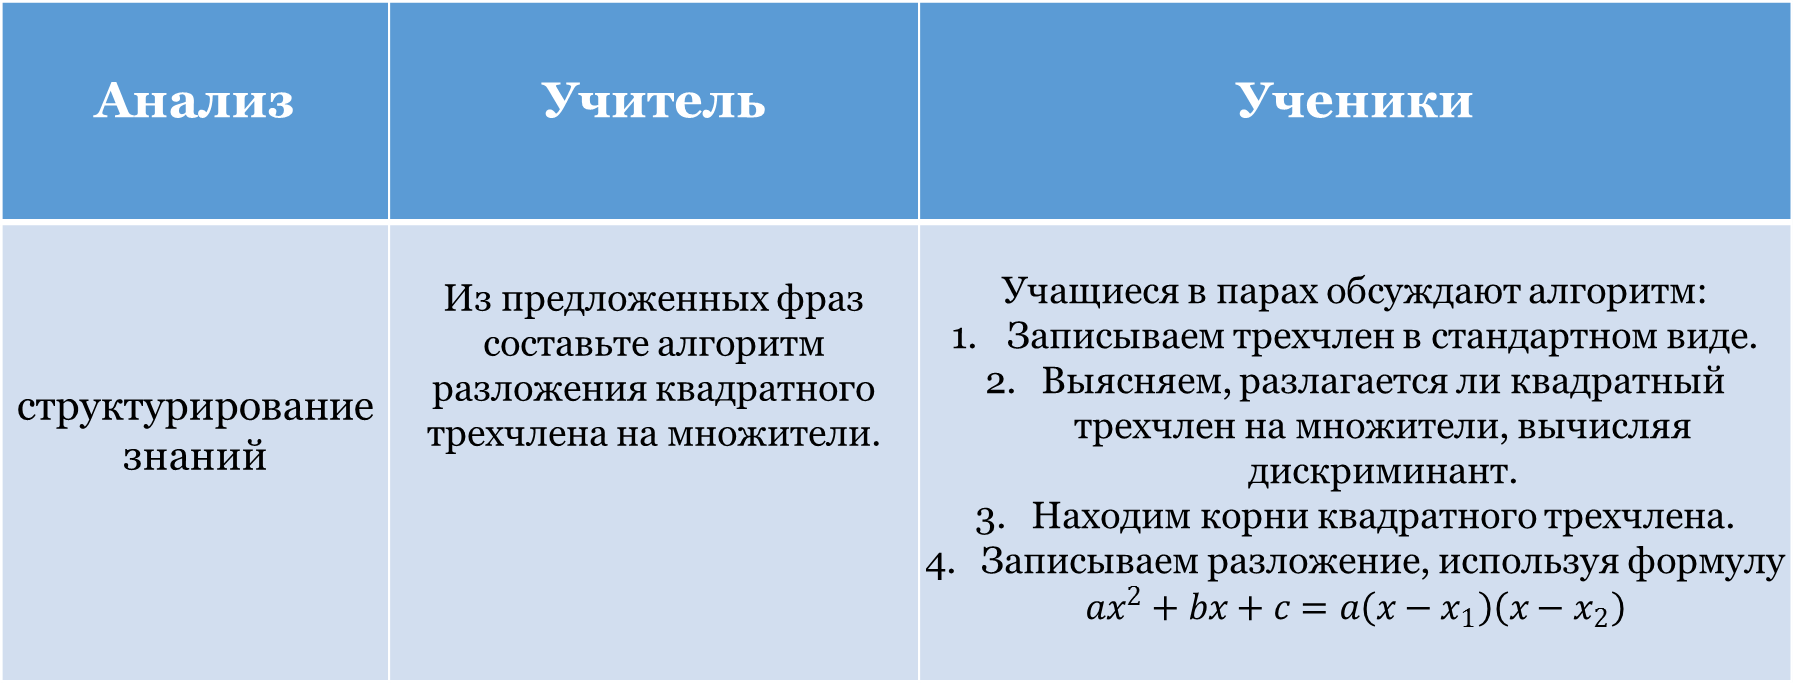 Анализ
Учитель
Ученики
структурирование
знаний
Из предложенных фраз
составьте алгоритм
разложения квадратного
трехчлена на множители.
Учащиеся в парах обсуждают алгоритм:
1. Записываем трехчлен в стандартном виде.
2. Выясняем, разлагается ли квадратный
трехчлен на множители, вычисляя
дискриминант.
3. Находим корни квадратного трехчлена.
4. Записываем разложение, используя формулу
𝑎𝑥² + 𝑏𝑥 + 𝑐 = 𝑎(𝑥 − 𝑥₁)(𝑥 − 𝑥₂)